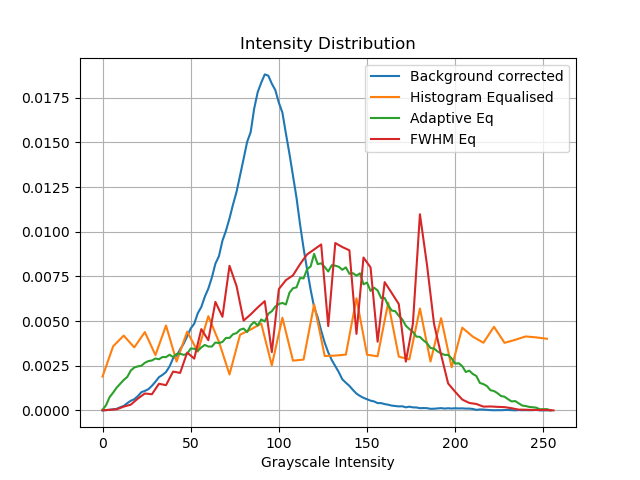 Intensity Distribution
Background corrected
Histogram Equalised
Adaptive Eq
FWHM Eq
0.0175
0.0150
0.0125
0.0100
0.0075
0.0050
0.0025
0.0000
0 50 100 150 200 250
Grayscale Intensity